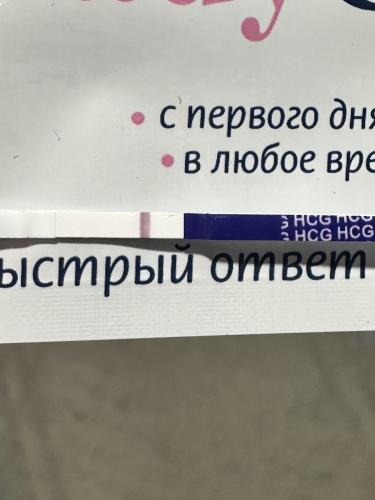 • с первого дня
• в любое вре
HCG HCG
HCG HCG
ыстрый ответ